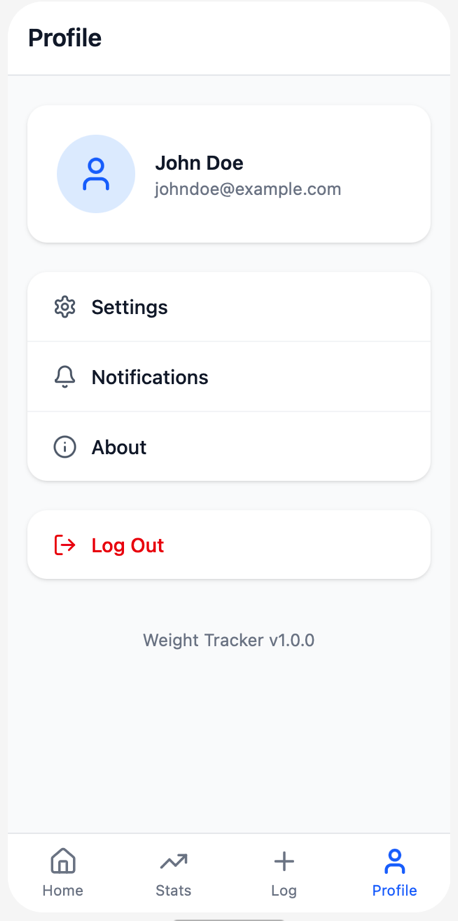 Profile
John Doe
johndoe@example.com
Settings
Notifications
About
Log Out
Weight Tracker v1.0.0
Home
Stats
Log
Profile